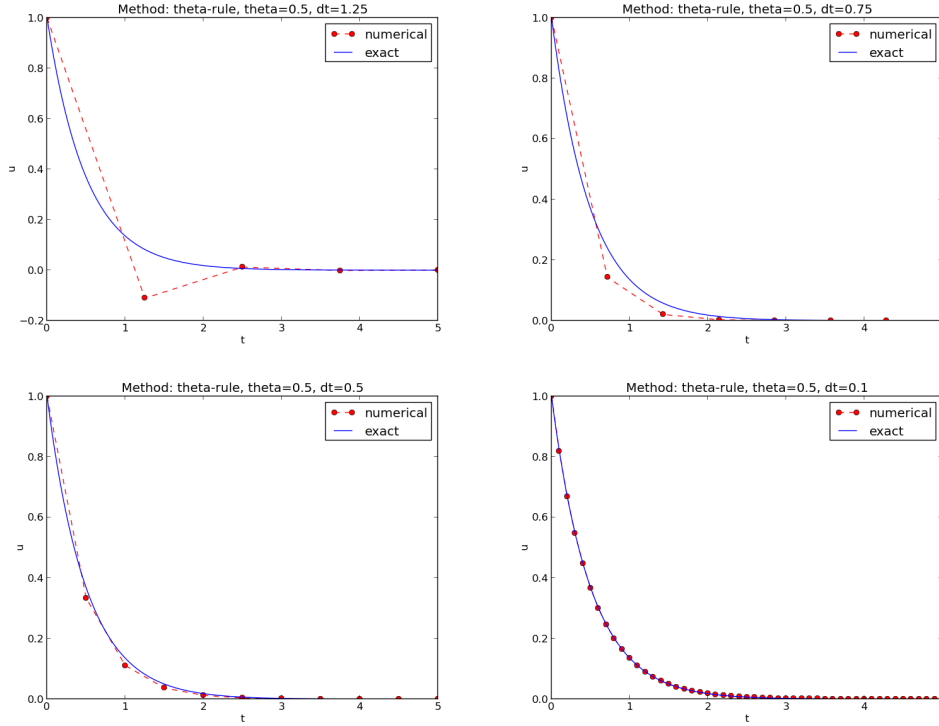 Method: theta-rule, theta=0.5, dt=1.25
1.0
0.8
0.6
0.4
0.2
0.0
−0.2
u
numerical
exact
0 1 2 3 4 5
t
Method: theta-rule, theta=0.5, dt=0.75
1.0
0.8
0.6
0.4
0.2
0.0
u
numerical
exact
0 1 2 3 4
t
Method: theta-rule, theta=0.5, dt=0.5
1.0
0.8
0.6
0.4
0.2
0.0
u
numerical
exact
0 1 2 3 4 5
t
Method: theta-rule, theta=0.5, dt=0.1
1.0
0.8
0.6
0.4
0.2
0.0
u
numerical
exact
0 1 2 3 4
t